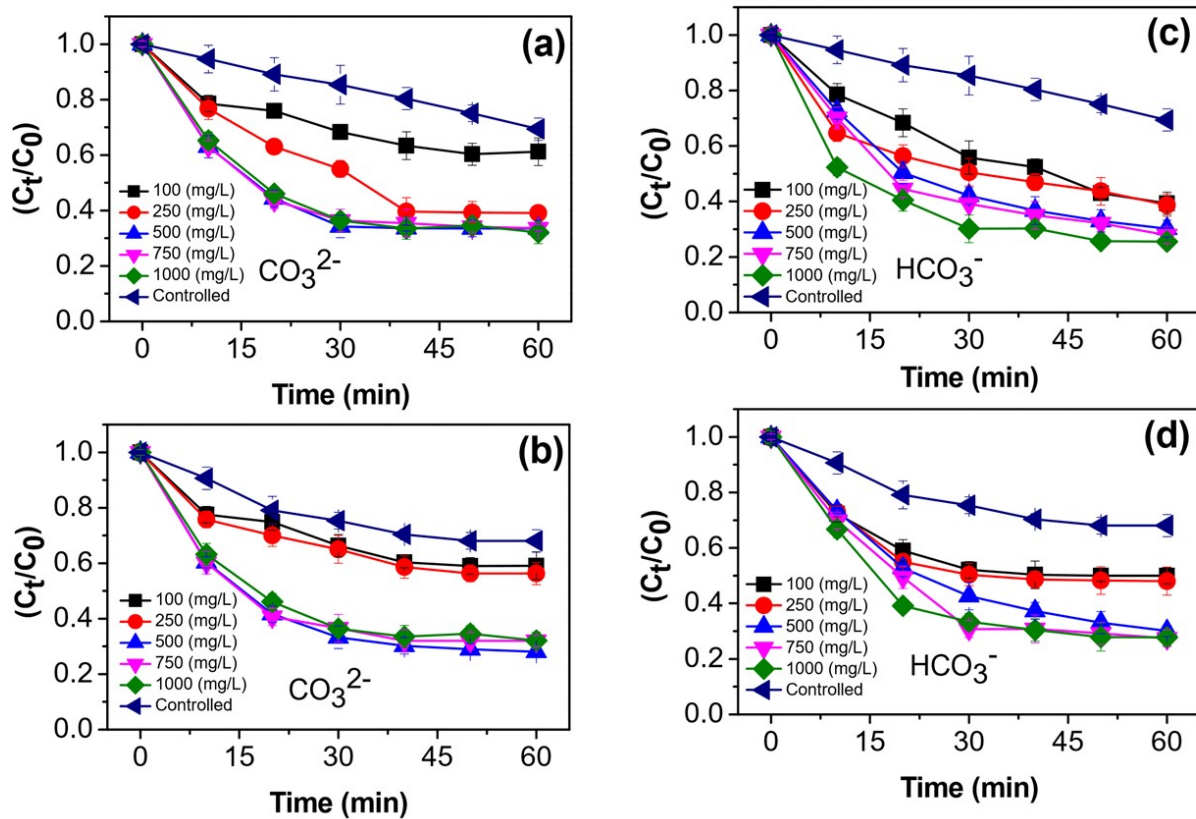 (a)
(Ct/C0)
1.0
0.8
0.6
0.4
0.2
0.0
100 (mg/L)
250 (mg/L)
500 (mg/L)
750 (mg/L)
1000 (mg/L)
Controlled
CO₃²⁻
0 15 30 45 60
Time (min)
(c)
(Ct/C0)
1.0
0.8
0.6
0.4
0.2
0.0
100 (mg/L)
250 (mg/L)
500 (mg/L)
750 (mg/L)
1000 (mg/L)
Controlled
HCO₃⁻
0 15 30 45 60
Time (min)
(b)
(Ct/C0)
1.0
0.8
0.6
0.4
0.2
0.0
100 (mg/L)
250 (mg/L)
500 (mg/L)
750 (mg/L)
1000 (mg/L)
Controlled
CO₃²⁻
0 15 30 45 60
Time (min)
(d)
(Ct/C0)
1.0
0.8
0.6
0.4
0.2
0.0
100 (mg/L)
250 (mg/L)
500 (mg/L)
750 (mg/L)
1000 (mg/L)
Controlled
HCO₃⁻
0 15 30 45 60
Time (min)